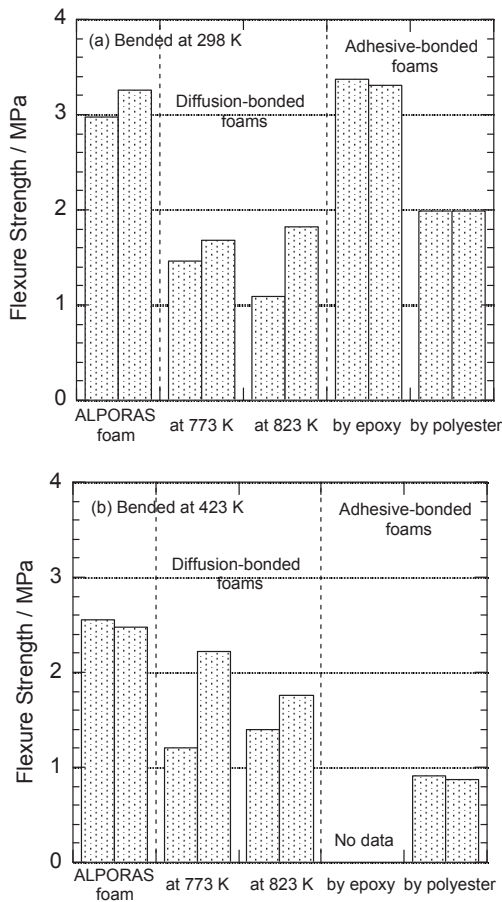 4
(a) Bended at 298 K
Adhesive-bonded
foams
Diffusion-bonded
foams
3
2
1
0
Flexure Strength / MPa
ALPORAS
foam
at 773 K
at 823 K
by epoxy
by polyester
4
(b) Bended at 423 K
Adhesive-bonded
foams
Diffusion-bonded
foams
3
2
1
0
Flexure Strength / MPa
No data
ALPORAS
foam
at 773 K
at 823 K
by epoxy
by polyester